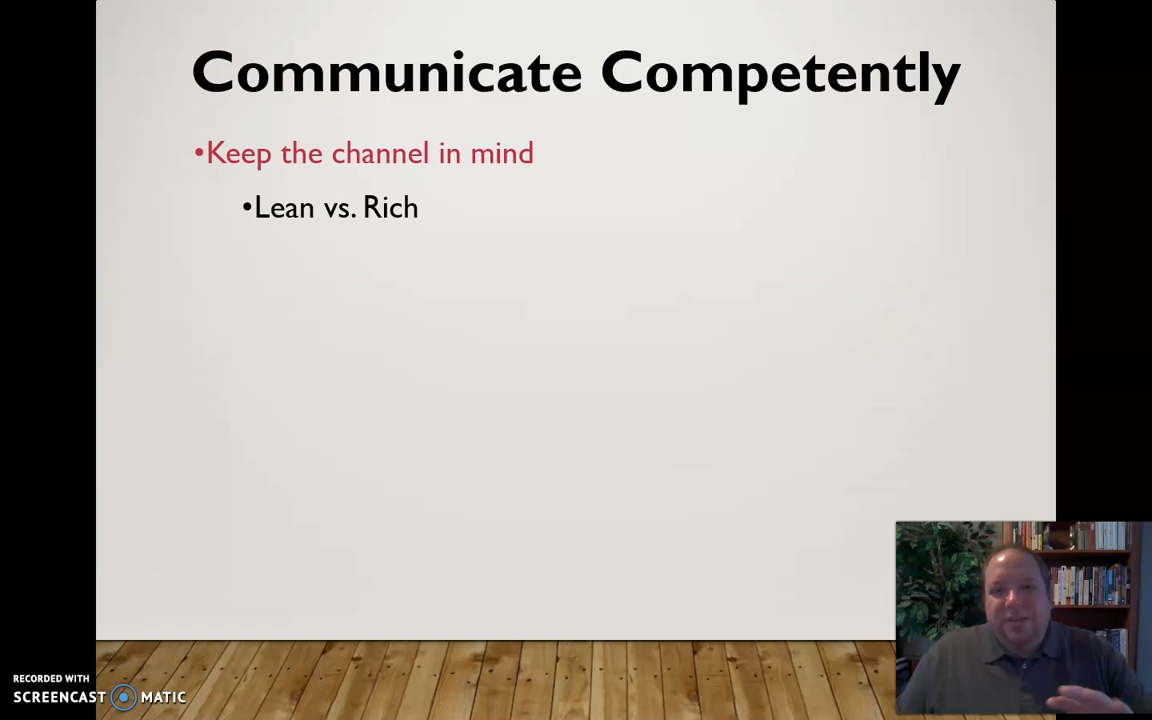 Communicate Competently
•Keep the channel in mind
•Lean vs. Rich
RECORDED WITH
SCREENCAST MATIC